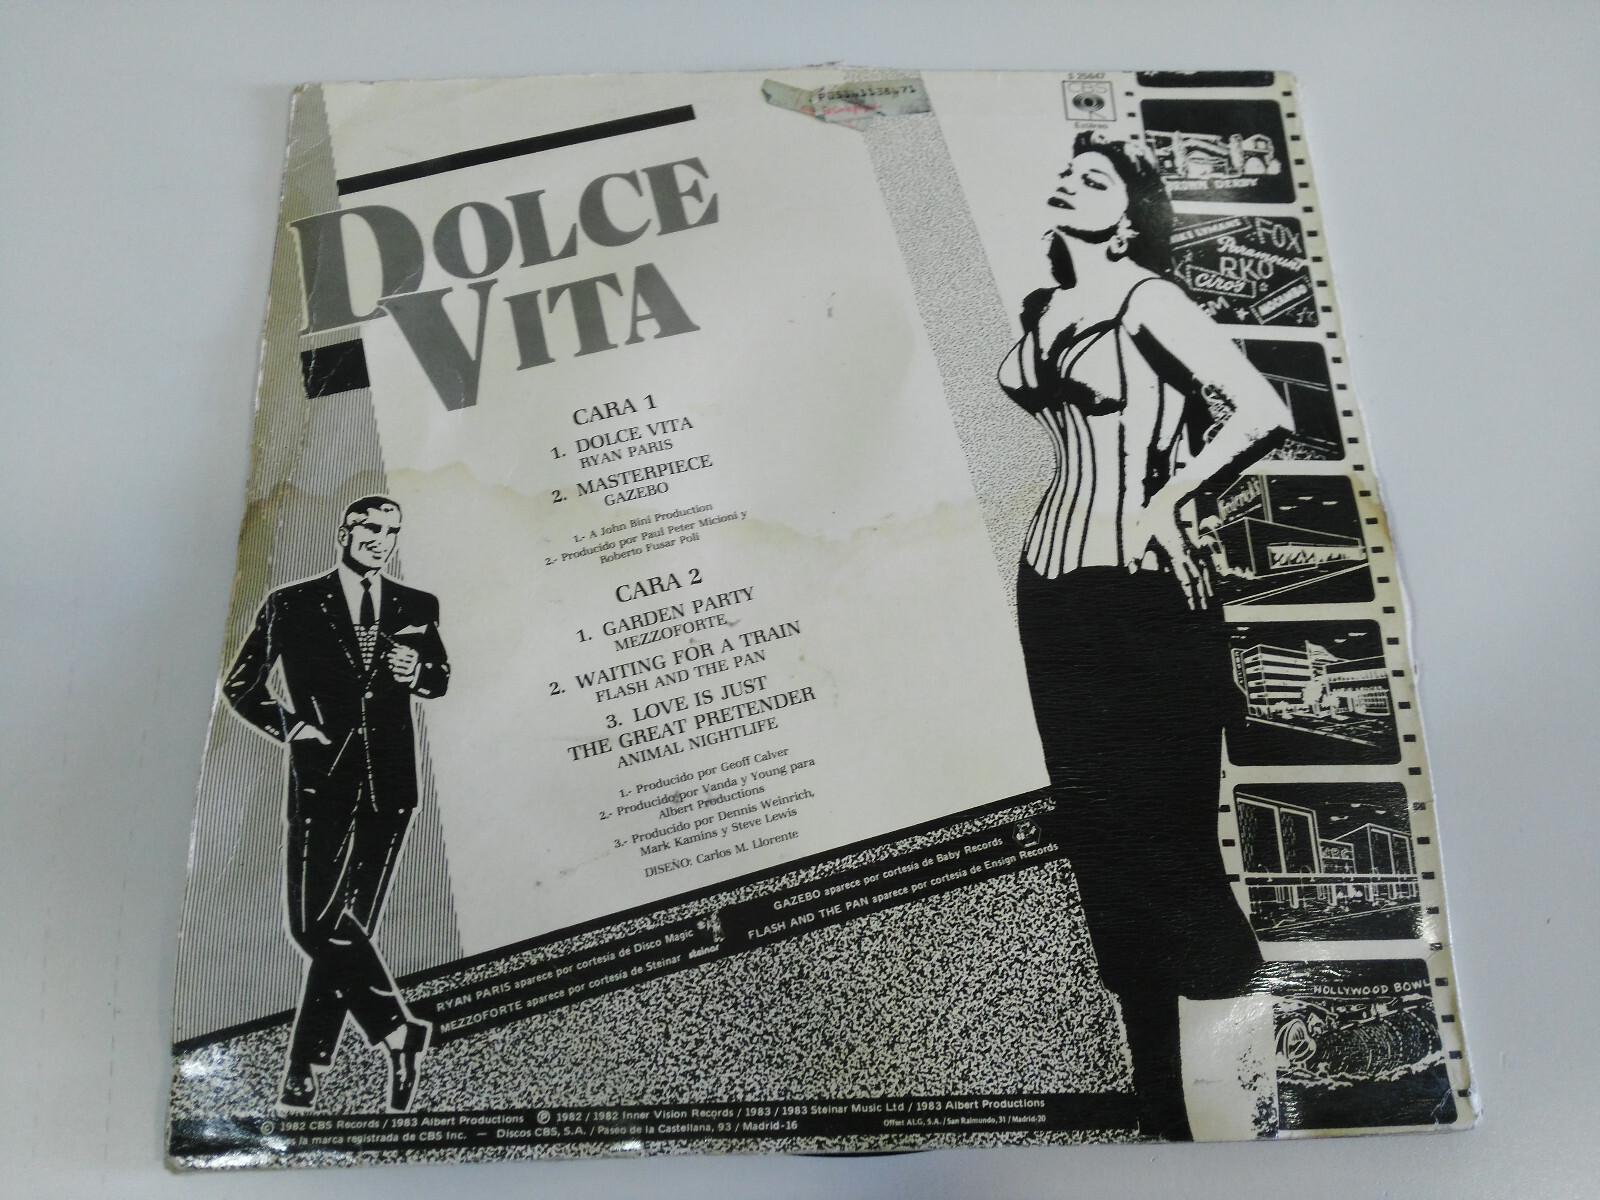 S 25647
CBS
Estéreo
DOLCE
VITA
CARA 1
1. DOLCE VITA
RYAN PARIS
2. MASTERPIECE
GAZEBO
1.- A John Bini Production
2.- Producido por Paul Peter Micioni y
Roberto Fusar Poli
CARA 2
1. GARDEN PARTY
MEZZOFORTE
2. WAITING FOR A TRAIN
FLASH AND THE PAN
3. LOVE IS JUST
THE GREAT PRETENDER
ANIMAL NIGHTLIFE
1.- Producido por Geoff Calver
2.- Producido por Vanda y Young para
Albert Productions
3.- Producido por Dennis Weinrich,
Mark Kamins y Steve Lewis
DISEÑO: Carlos M. Llorente
RYAN PARIS aparece por cortesía de Disco Magic
MEZZOFORTE aparece por cortesía de Steinar steinar
GAZEBO aparece por cortesía de Baby Records
FLASH AND THE PAN aparece por cortesía de Ensign Records
DERBY
FOX
Paramount
RKO
Ciro's
MOCAMBO
HOLLYWOOD BOWL
© 1982 CBS Records / 1983 Albert Productions ℗ 1982 / 1982 Inner Vision Records / 1983 / 1983 Steinar Music Ltd / 1983 Albert Productions
es la marca registrada de CBS Inc. — Discos CBS, S.A. / Paseo de la Castellana, 93 / Madrid-16
Offset ALG, S.A. / San Raimundo, 31 / Madrid-20